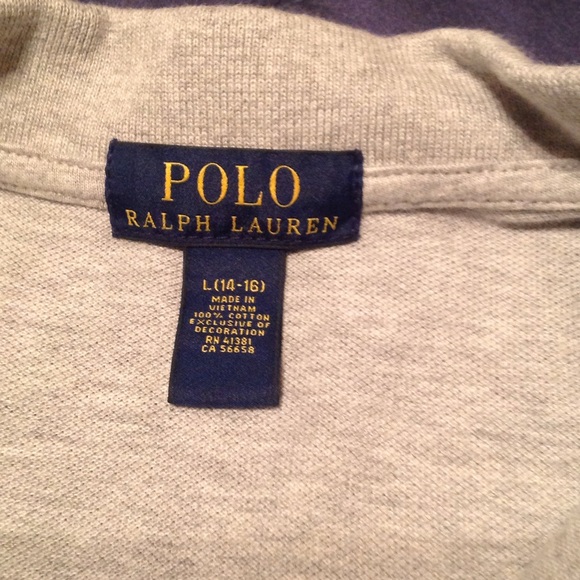 POLO
RALPH LAUREN
L (14-16)
MADE IN
VIETNAM
100% COTTON
EXCLUSIVE OF
DECORATION
RN 41381
CA 56658